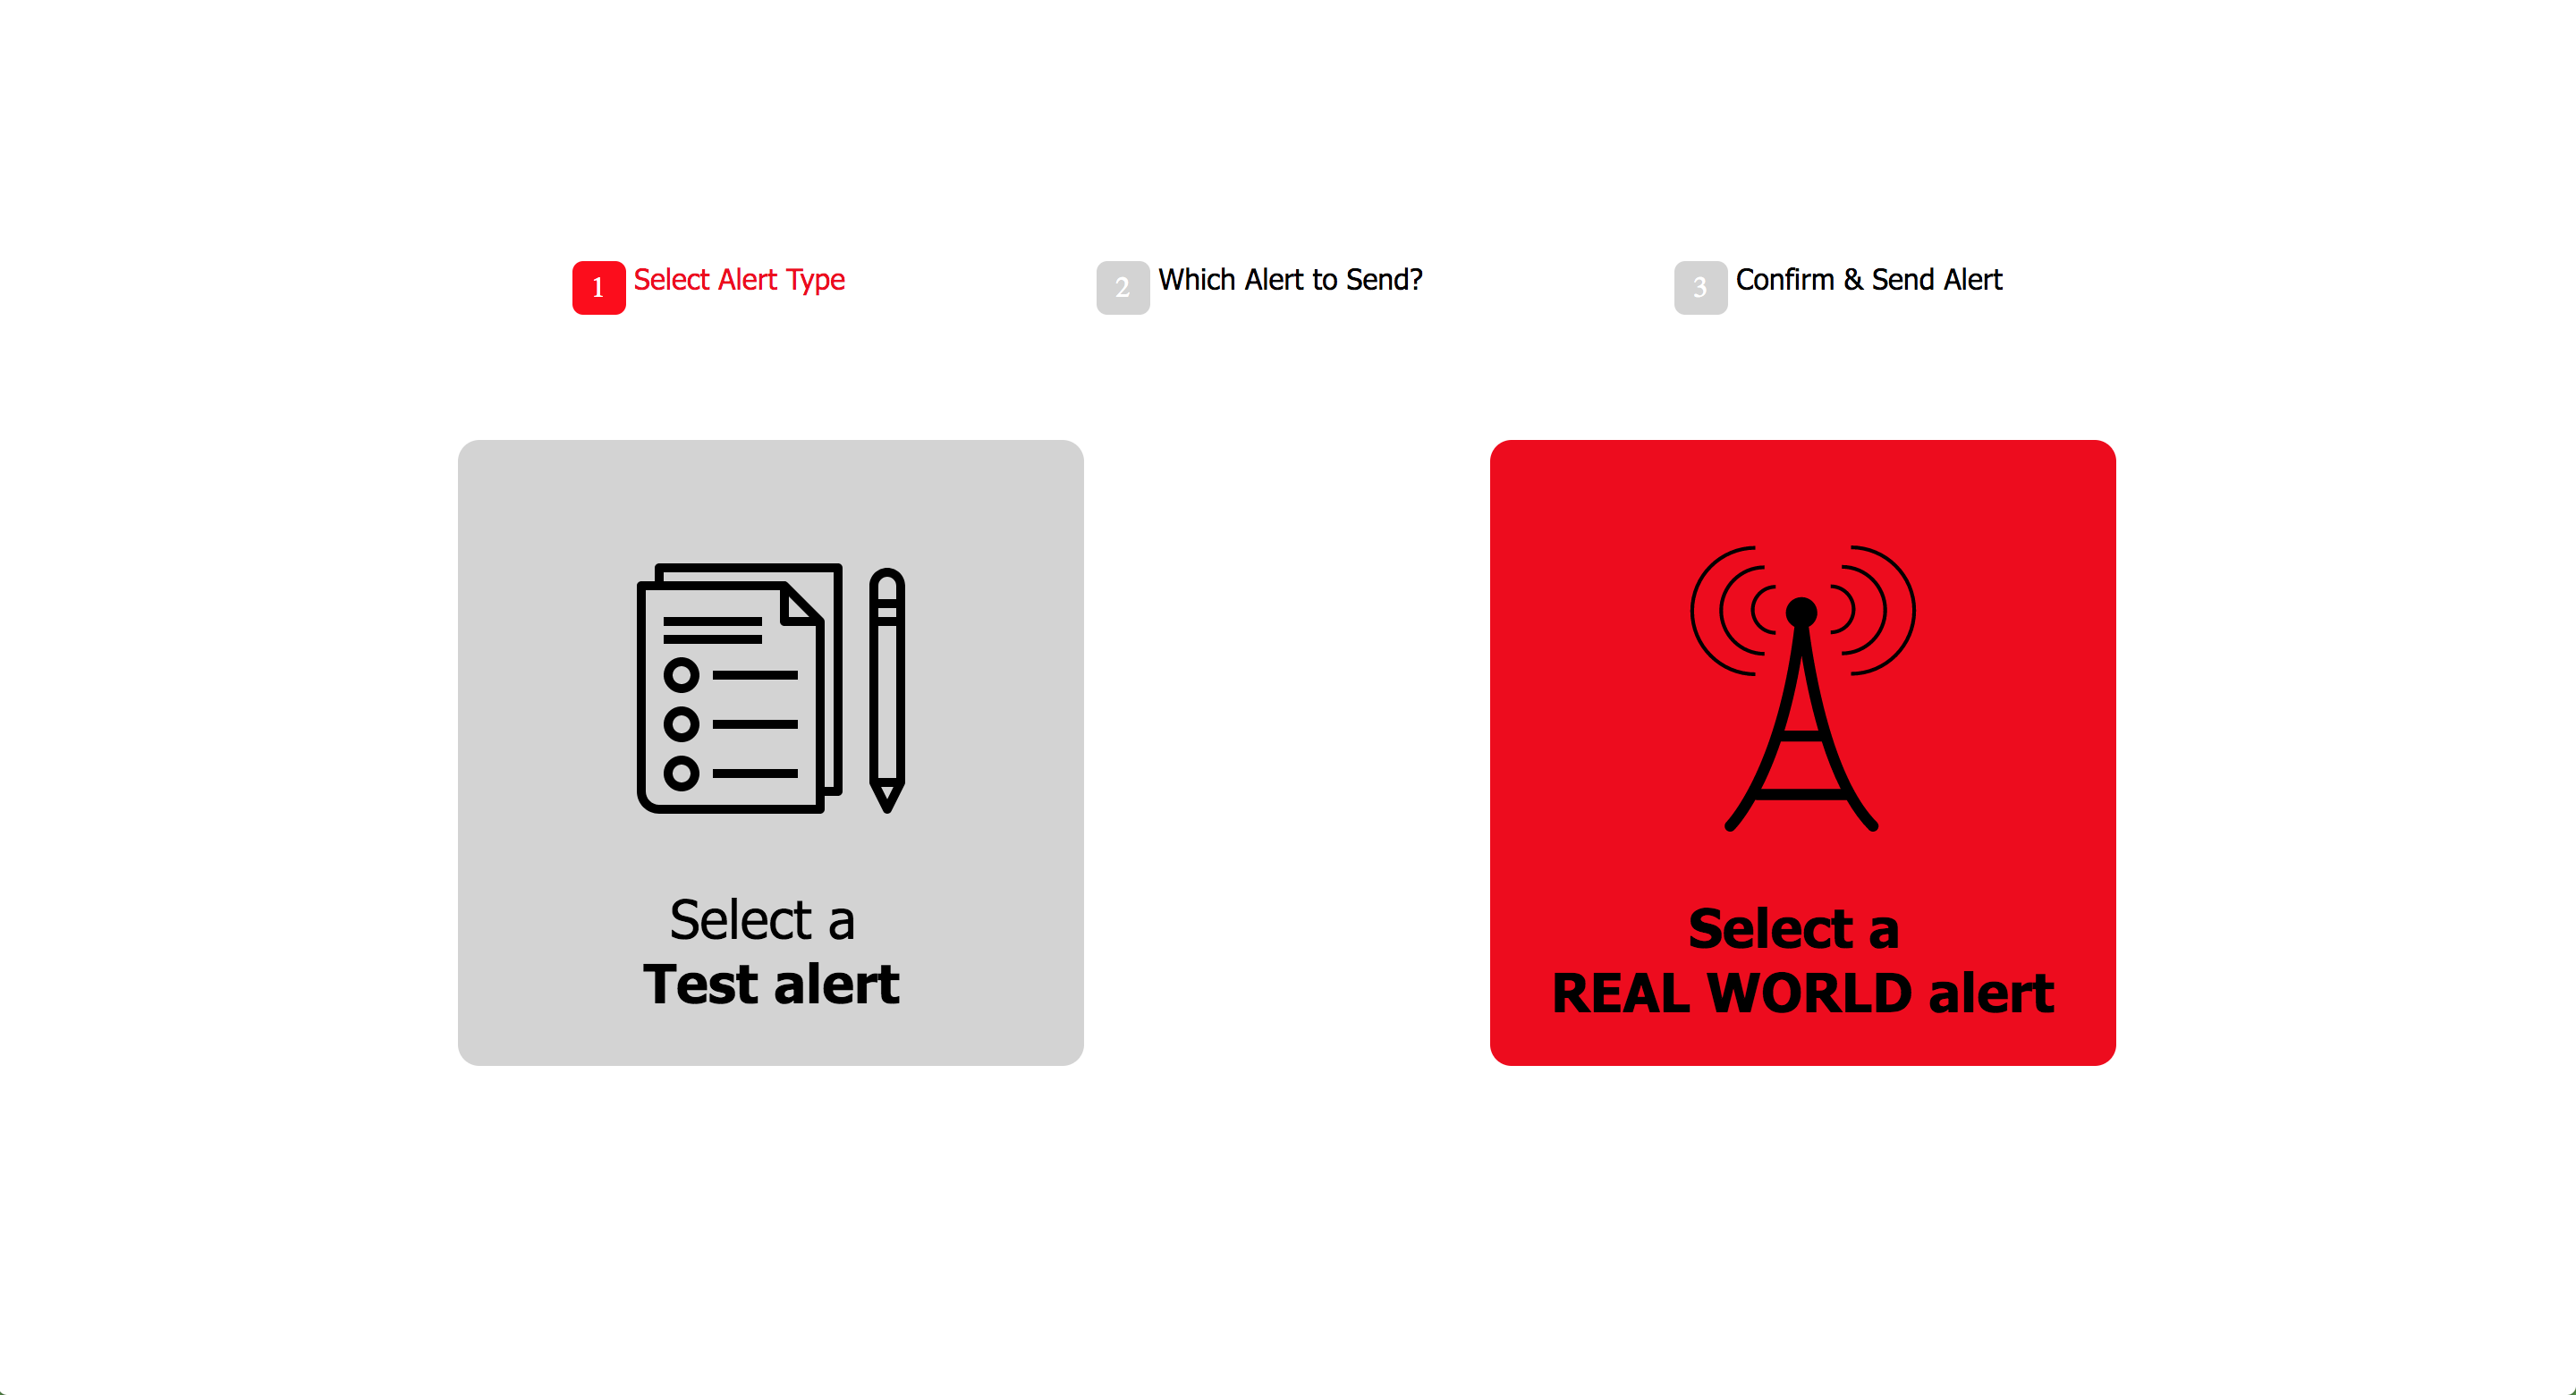 1 Select Alert Type
2 Which Alert to Send?
3 Confirm & Send Alert
Select a
Test alert
Select a
REAL WORLD alert